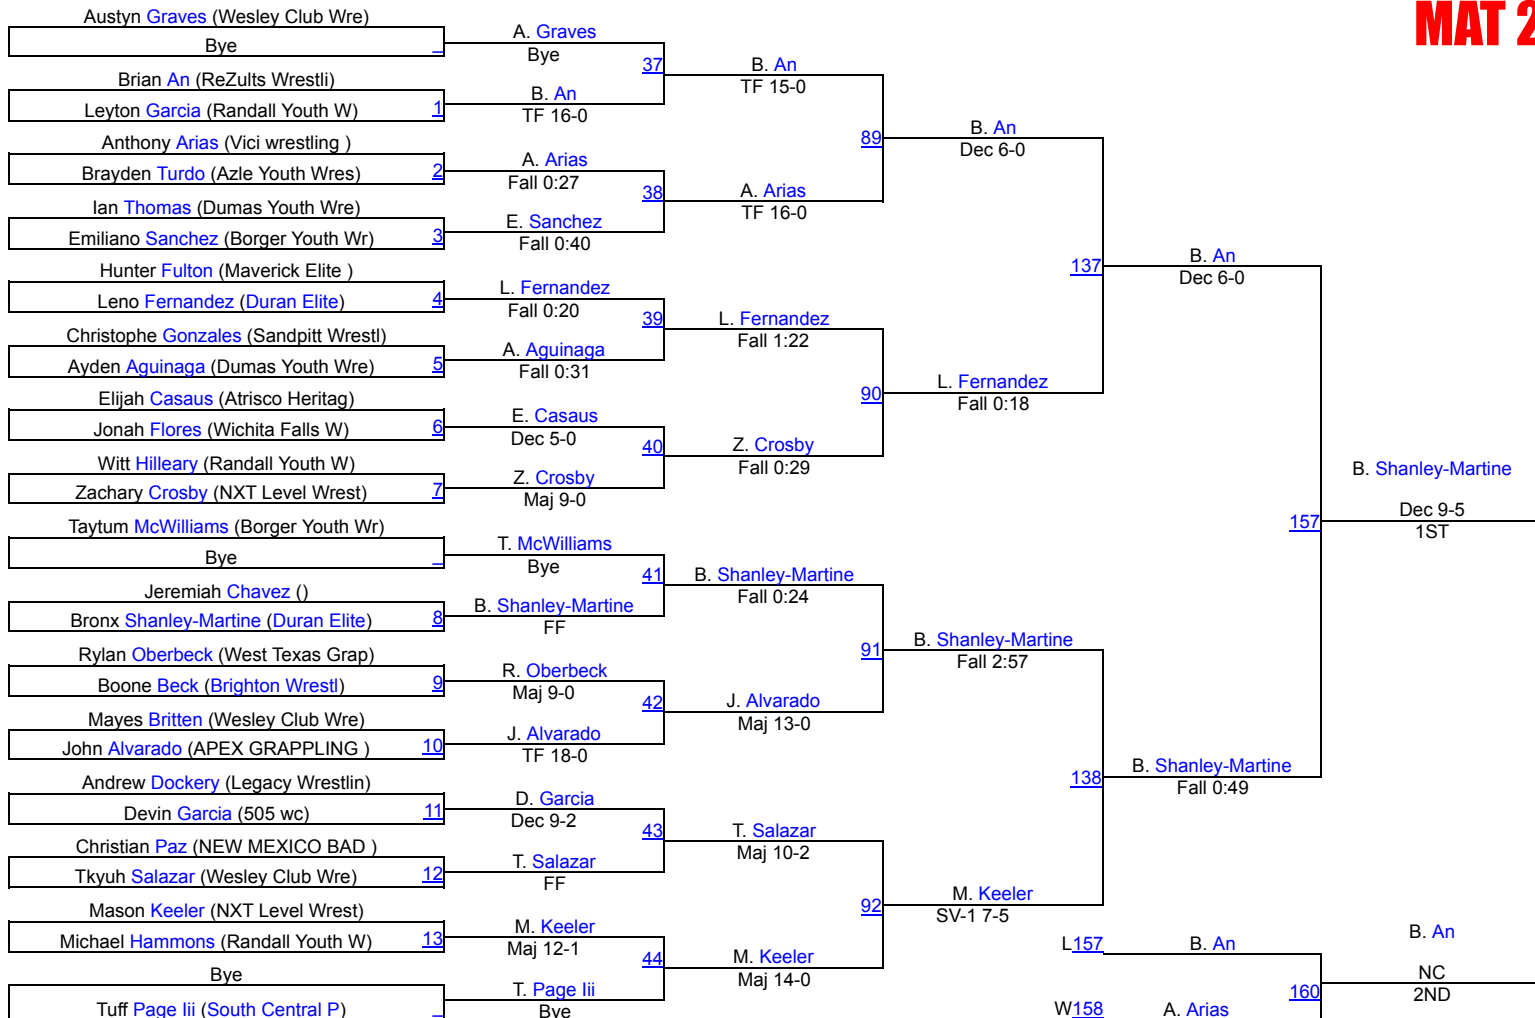 MAT 2
Austyn Graves (Wesley Club Wre)
Bye
Brian An (ReZults Wrestli)
Leyton Garcia (Randall Youth W) 1
Anthony Arias (Vici wrestling )
Brayden Turdo (Azle Youth Wres) 2
Ian Thomas (Dumas Youth Wre)
Emiliano Sanchez (Borger Youth Wr) 3
Hunter Fulton (Maverick Elite )
Leno Fernandez (Duran Elite) 4
Christophe Gonzales (Sandpitt Wrestl)
Ayden Aguinaga (Dumas Youth Wre) 5
Elijah Casaus (Atrisco Heritag)
Jonah Flores (Wichita Falls W) 6
Witt Hilleary (Randall Youth W)
Zachary Crosby (NXT Level Wrest) 7
Taytum McWilliams (Borger Youth Wr)
Bye
Jeremiah Chavez ()
Bronx Shanley-Martine (Duran Elite) 8
Rylan Oberbeck (West Texas Grap)
Boone Beck (Brighton Wrestl) 9
Mayes Britten (Wesley Club Wre)
John Alvarado (APEX GRAPPLING ) 10
Andrew Dockery (Legacy Wrestlin)
Devin Garcia (505 wc) 11
Christian Paz (NEW MEXICO BAD )
Tkyuh Salazar (Wesley Club Wre) 12
Mason Keeler (NXT Level Wrest)
Michael Hammons (Randall Youth W) 13
Bye
Tuff Page Iii (South Central P)
A. Graves
Bye
37
B. An
TF 16-0
A. Arias
Fall 0:27
38
E. Sanchez
Fall 0:40
L. Fernandez
Fall 0:20
39
A. Aguinaga
Fall 0:31
E. Casaus
Dec 5-0
40
Z. Crosby
Maj 9-0
T. McWilliams
Bye
41
B. Shanley-Martine
FF
R. Oberbeck
Maj 9-0
42
J. Alvarado
TF 18-0
D. Garcia
Dec 9-2
43
T. Salazar
FF
M. Keeler
Maj 12-1
44
T. Page Iii
Bye
B. An
TF 15-0
89
A. Arias
TF 16-0
L. Fernandez
Fall 1:22
90
Z. Crosby
Fall 0:29
B. Shanley-Martine
Fall 0:24
91
J. Alvarado
Maj 13-0
T. Salazar
Maj 10-2
92
M. Keeler
Maj 14-0
B. An
Dec 6-0
137
L. Fernandez
Fall 0:18
B. Shanley-Martine
Fall 2:57
138
M. Keeler
SV-1 7-5
B. An
Dec 6-0
157
B. Shanley-Martine
Fall 0:49
B. Shanley-Martine
Dec 9-5
1ST
L157 B. An
160
W158 A. Arias
B. An
NC
2ND